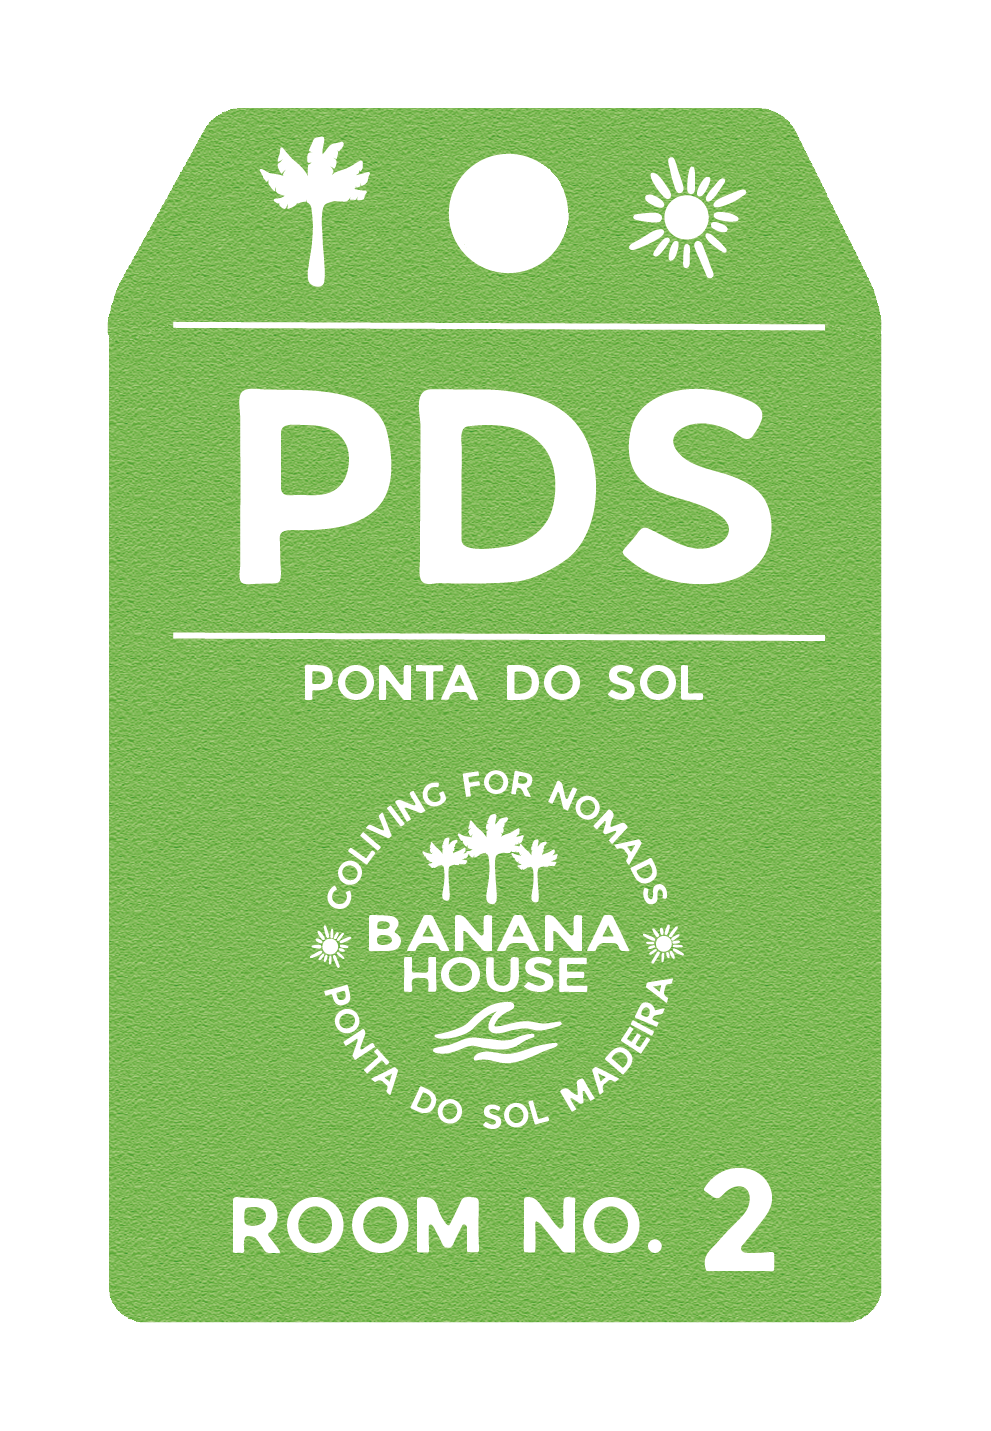 PDS
PONTA DO SOL
COLIVING FOR NOMADS
BANANA
HOUSE
PONTA DO SOL MADEIRA
ROOM NO. 2